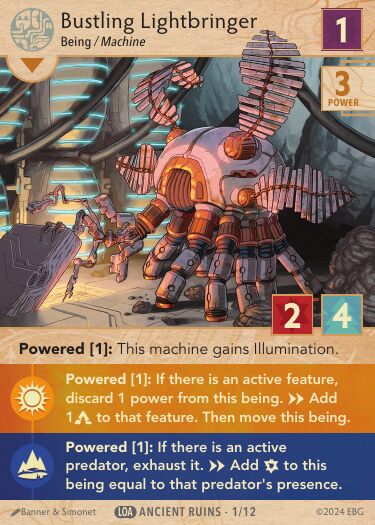 Bustling Lightbringer
Being / Machine
1
3
POWER
2 4
Powered [1]: This machine gains Illumination.
Powered [1]: If there is an active feature,
discard 1 power from this being. Add
1 to that feature. Then move this being.
Powered [1]: If there is an active
predator, exhaust it. Add to this
being equal to that predator's presence.
Banner & Simonet LOA ANCIENT RUINS - 1/12 ©2024 EBG